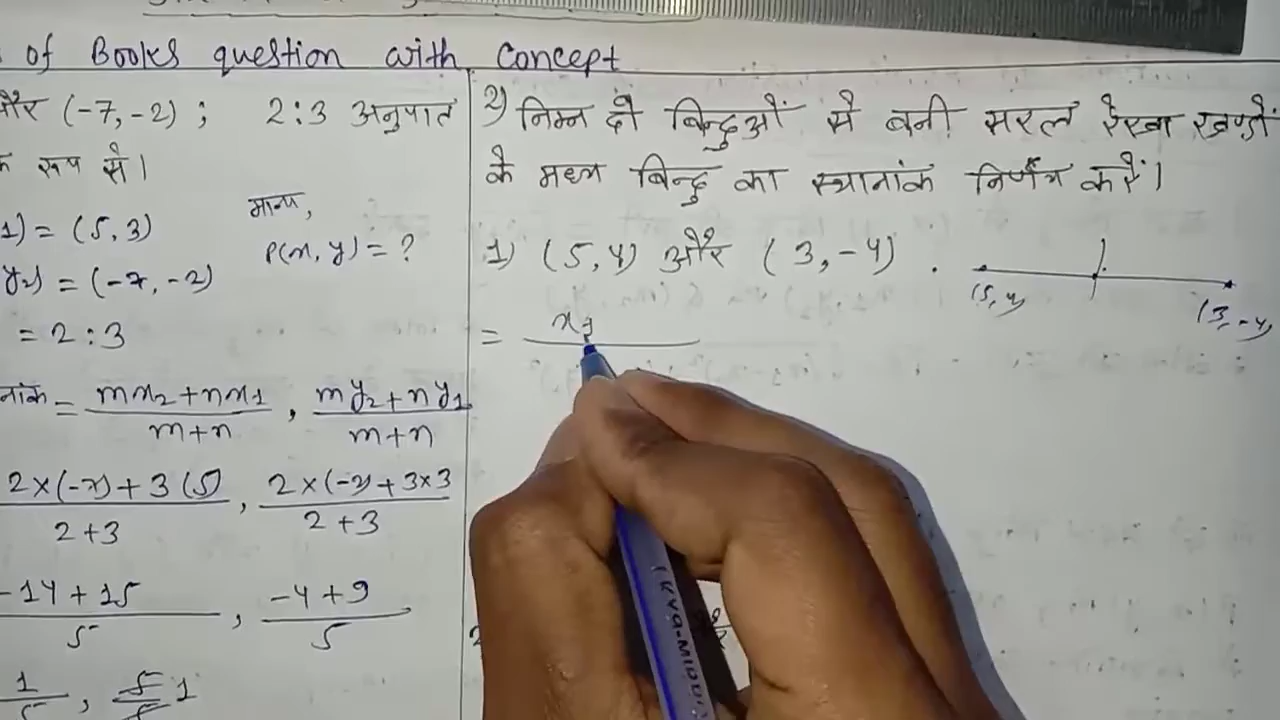 of Books question with Concept
और (-7, -2) ; 2:3 अनुपात
रूप से।
1) = (5, 3)
माना,
P(x, y) = ?
y2) = (-7, -2)
= 2:3
= mx2+nx1/m+n , my2+ny1/m+n
2×(-7)+3(5)/2+3 , 2×(-2)+3×3/2+3
-14+15/5 , -4+9/5
1/5 , 5/5 1
2) निम्न दो बिन्दुओं से बनी सरल रेखा खण्डों
के मध्य बिन्दु का स्थानांक निर्णय करें।
1) (5, 4) और (3, -4) .
(5, 4)
(3, -4)
=